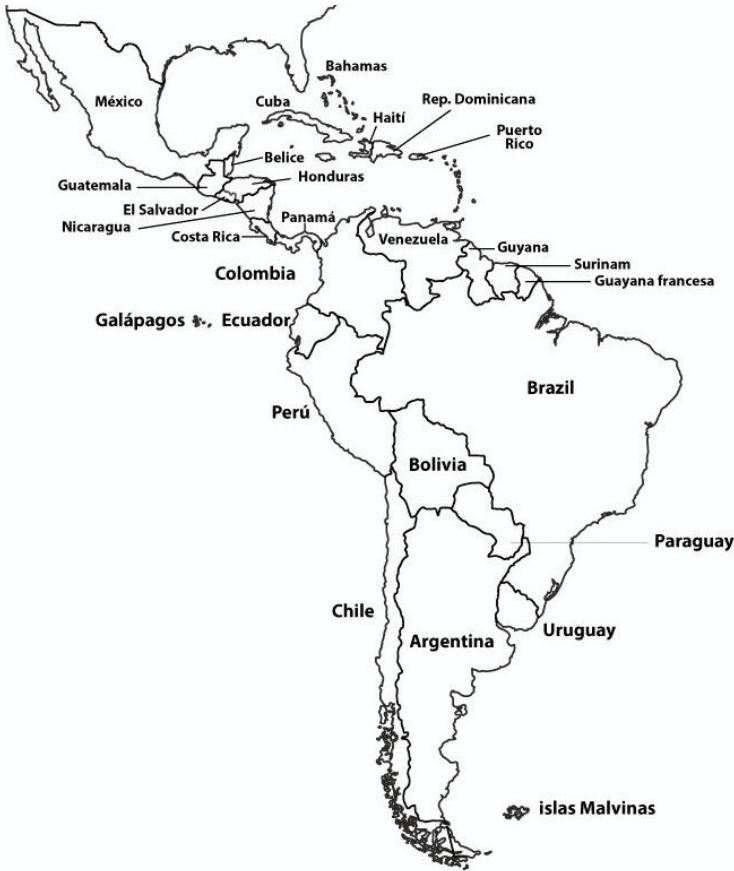 Bahamas
México
Cuba
Rep. Dominicana
Haití
Puerto
Rico
Belice
Honduras
Guatemala
El Salvador
Nicaragua
Panamá
Costa Rica
Venezuela
Guyana
Surinam
Colombia
Guayana francesa
Galápagos
Ecuador
Brazil
Perú
Bolivia
Paraguay
Chile
Uruguay
Argentina
islas Malvinas